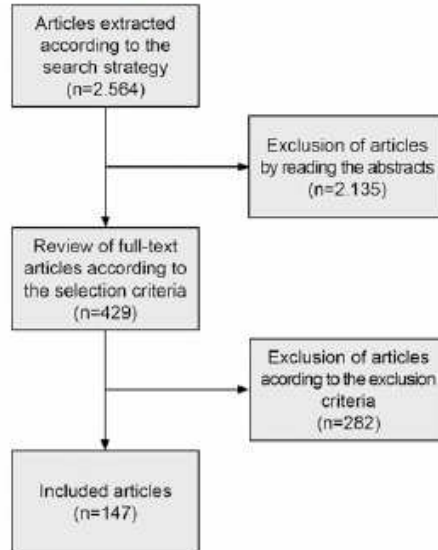 Articles extracted
according to the
search strategy
(n=2.564)
Exclusion of articles
by reading the abstracts
(n=2.135)
Review of full-text
articles according to
the selection criteria
(n=429)
Exclusion of articles
acording to the exclusion
criteria
(n=282)
Included articles
(n=147)